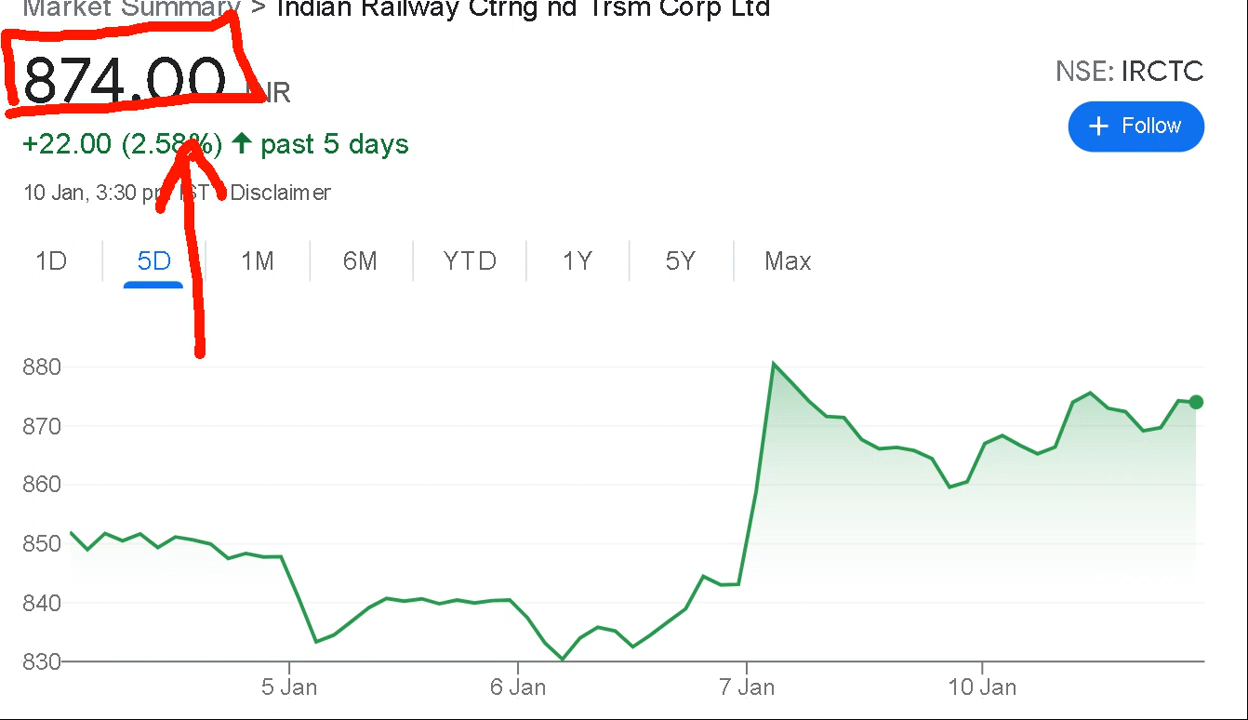 Market Summary > Indian Railway Ctrng nd Trsm Corp Ltd
874.00 INR
NSE: IRCTC
+ Follow
+22.00 (2.58%) ↑ past 5 days
10 Jan, 3:30 pm IST · Disclaimer
1D 5D 1M 6M YTD 1Y 5Y Max
880
870
860
850
840
830
5 Jan 6 Jan 7 Jan 10 Jan